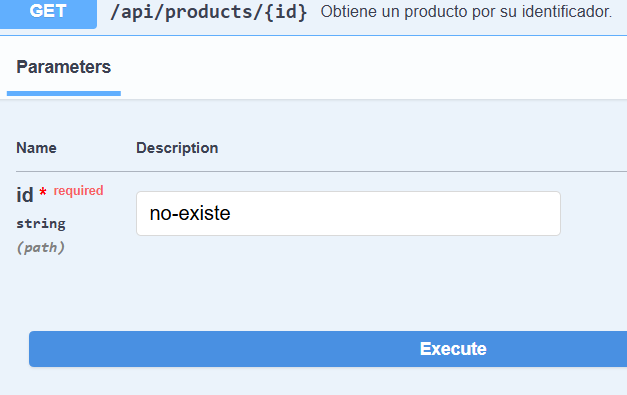 GET /api/products/{id} Obtiene un producto por su identificador.
Parameters
Name Description
id * required
string
(path)
no-existe
Execute